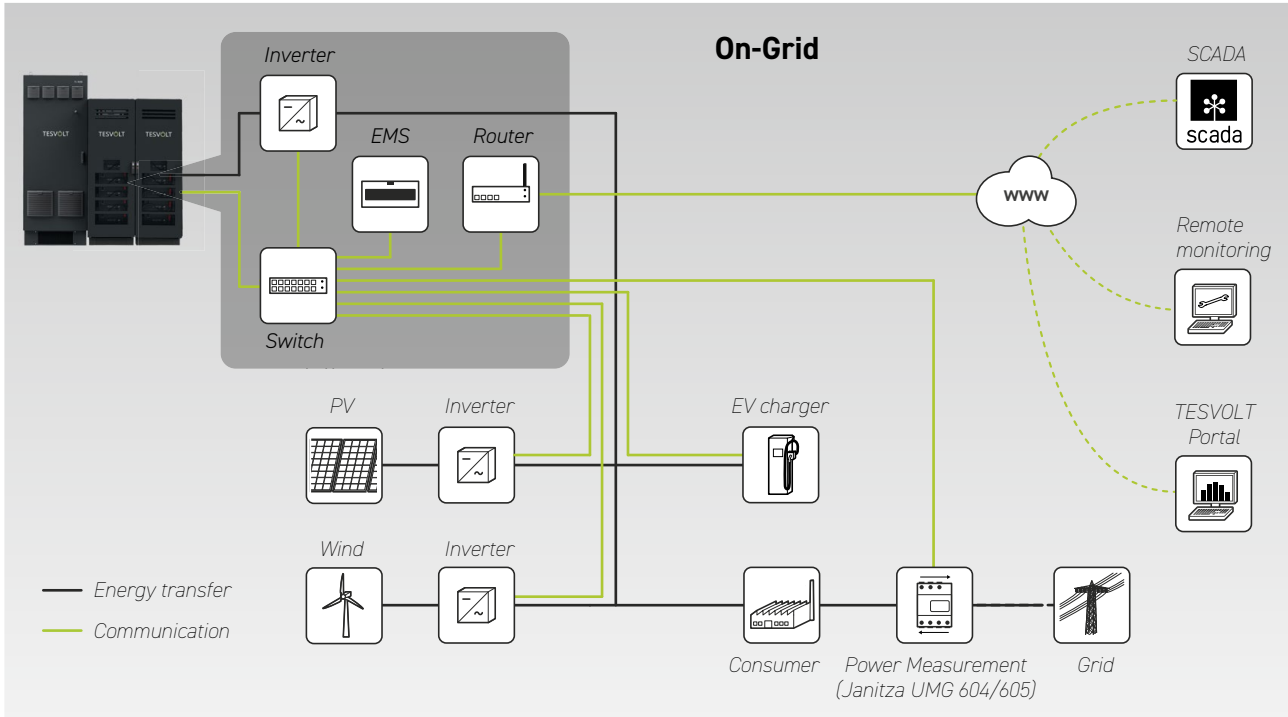 On-Grid
Inverter
EMS
Router
Switch
TESVOLT
TESVOLT
TESVOLT
SCADA
scada
www
Remote
monitoring
TESVOLT
Portal
PV
Inverter
EV charger
Wind
Inverter
Energy transfer
Communication
Consumer
Power Measurement
(Janitza UMG 604/605)
Grid